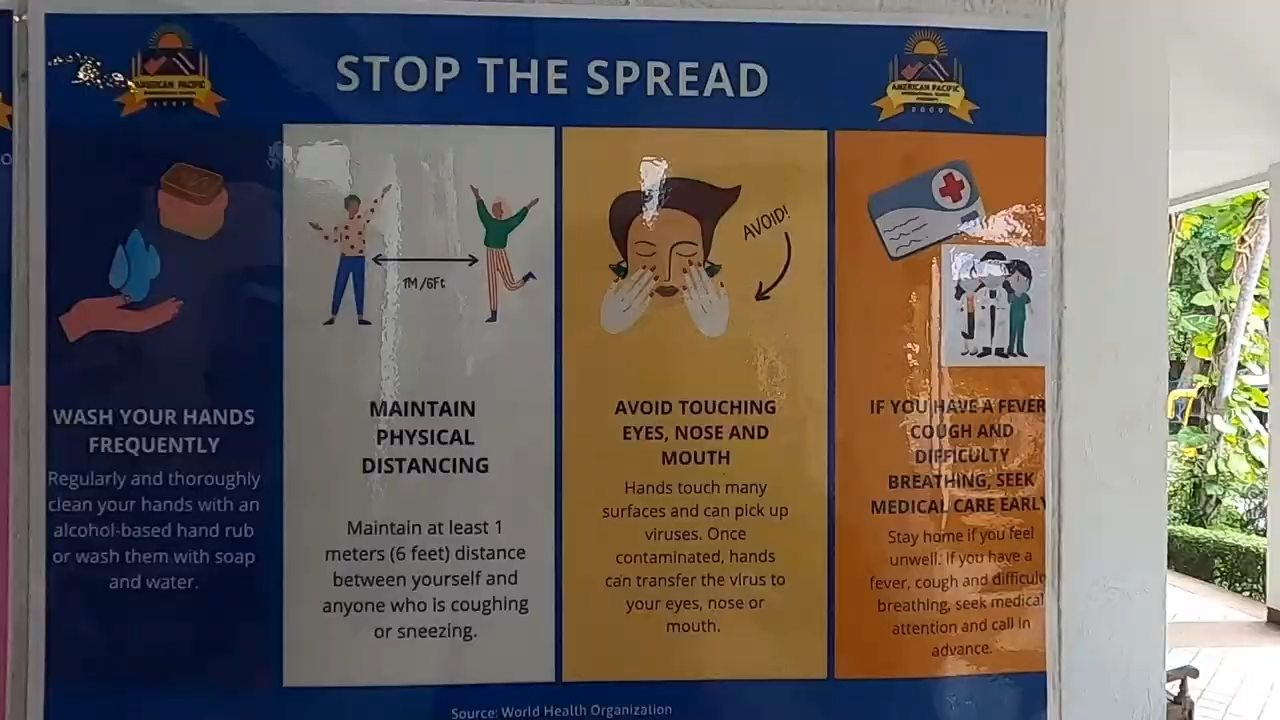 STOP THE SPREAD
AMERICAN PACIFIC
AMERICAN PACIFIC
INTERNATIONAL SCHOOL
WASH YOUR HANDS
FREQUENTLY
Regularly and thoroughly
clean your hands with an
alcohol-based hand rub
or wash them with soap
and water.
1M/6Ft
MAINTAIN
PHYSICAL
DISTANCING
Maintain at least 1
meters (6 feet) distance
between yourself and
anyone who is coughing
or sneezing.
AVOID!
AVOID TOUCHING
EYES, NOSE AND
MOUTH
Hands touch many
surfaces and can pick up
viruses. Once
contaminated, hands
can transfer the virus to
your eyes, nose or
mouth.
IF YOU HAVE A FEVER
COUGH AND
DIFFICULTY
BREATHING, SEEK
MEDICAL CARE EARLY
Stay home if you feel
unwell. If you have a
fever, cough and difficul
breathing, seek medical
attention and call in
advance.
Source: World Health Organization